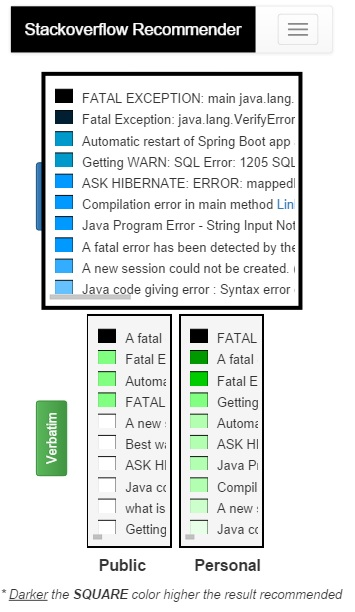 Stackoverflow Recommender
FATAL EXCEPTION: main java.lang.
Fatal Exception: java.lang.VerifyError
Automatic restart of Spring Boot app
Getting WARN: SQL Error: 1205 SQL
ASK HIBERNATE: ERROR: mapped
Compilation error in main method Lin
Java Program Error - String Input Not
A fatal error has been detected by the
A new session could not be created. (
Java code giving error : Syntax error
Verbatim
A fatal
Fatal E
Automa
FATAL
A new
Best wa
ASK HI
Java co
what is
Getting
Public
FATAL
A fatal
Fatal E
Getting
Automa
ASK HI
Java P
Compil
A new s
Java co
Personal
* Darker the SQUARE color higher the result recommended